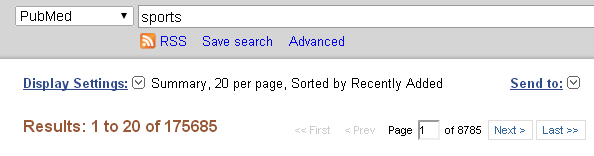 PubMed sports
RSS Save search Advanced
Display Settings: Summary, 20 per page, Sorted by Recently Added Send to:
Results: 1 to 20 of 175685 << First < Prev Page 1 of 8785 Next > Last >>